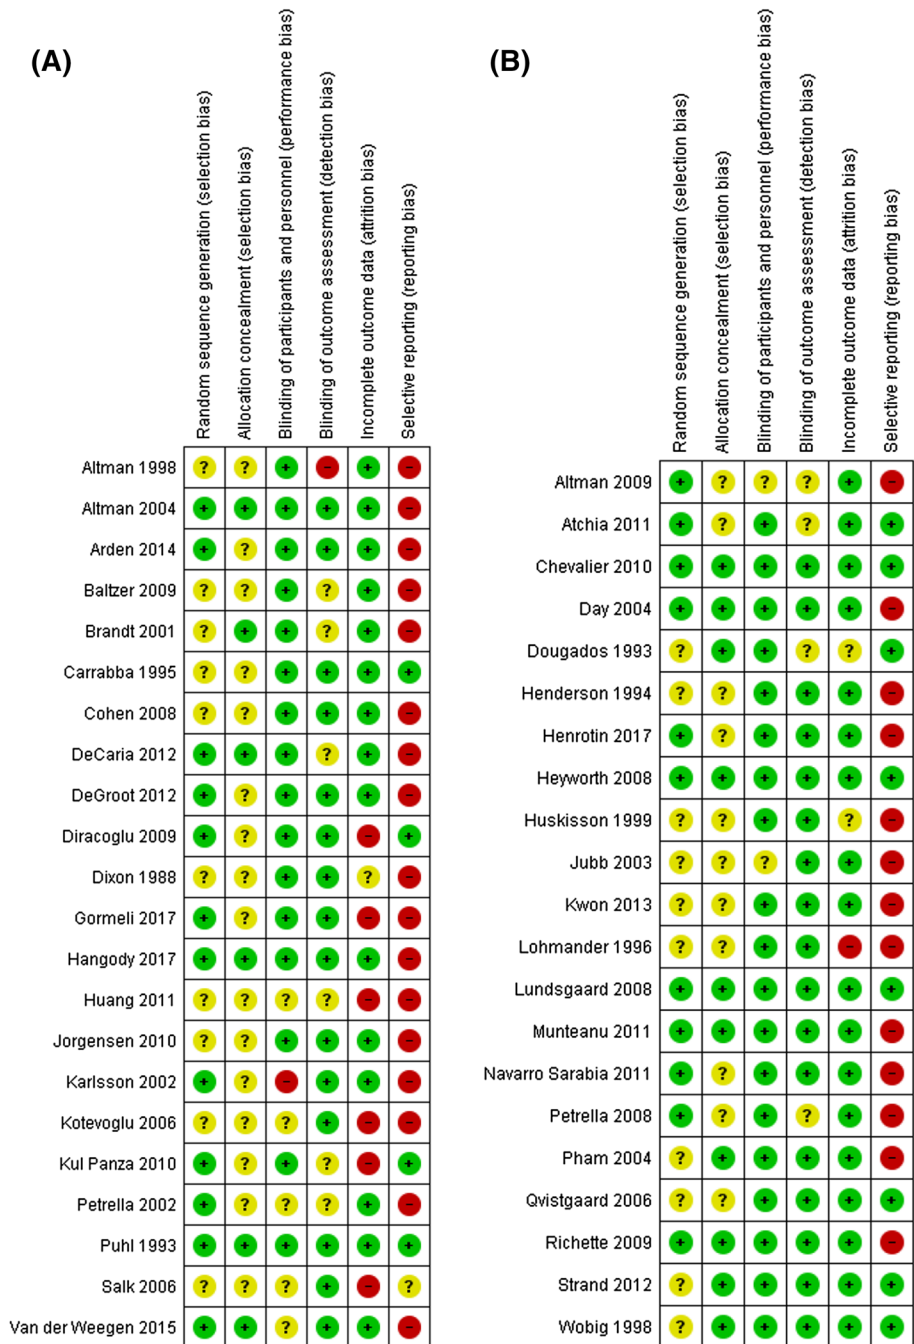 (A)
Random sequence generation (selection bias)
Allocation concealment (selection bias)
Blinding of participants and personnel (performance bias)
Blinding of outcome assessment (detection bias)
Incomplete outcome data (attrition bias)
Selective reporting (reporting bias)
Altman 1998 ? ? + - + -
Altman 2004 + + + + + -
Arden 2014 + ? + + + -
Baltzer 2009 ? ? + ? + -
Brandt 2001 ? + + ? + -
Carrabba 1995 ? ? + + + +
Cohen 2008 ? ? + + + -
DeCaria 2012 + + + ? + -
DeGroot 2012 + ? + + + -
Diracoglu 2009 + ? + + - +
Dixon 1988 ? ? + + ? -
Gormeli 2017 + ? + + - -
Hangody 2017 + + + + + -
Huang 2011 ? ? ? ? - -
Jorgensen 2010 ? ? + + + -
Karlsson 2002 + ? - + + -
Kotevoglu 2006 ? ? ? + - -
Kul Panza 2010 + ? + ? - +
Petrella 2002 + ? ? ? + -
Puhl 1993 + + + + + +
Salk 2006 ? ? ? + - ?
Van der Weegen 2015 + + ? + + -
(B)
Random sequence generation (selection bias)
Allocation concealment (selection bias)
Blinding of participants and personnel (performance bias)
Blinding of outcome assessment (detection bias)
Incomplete outcome data (attrition bias)
Selective reporting (reporting bias)
Altman 2009 + ? ? ? + -
Atchia 2011 + ? + ? + +
Chevalier 2010 + + + + + +
Day 2004 + + + + + -
Dougados 1993 ? + + ? ? +
Henderson 1994 ? ? + + + -
Henrotin 2017 + ? + + + -
Heyworth 2008 + + + + + +
Huskisson 1999 ? ? + + ? -
Jubb 2003 ? ? ? + + -
Kwon 2013 ? ? + + + -
Lohmander 1996 ? ? + + - -
Lundsgaard 2008 + + + + + +
Munteanu 2011 + + + + + -
Navarro Sarabia 2011 + ? + + + -
Petrella 2008 + ? + ? + -
Pham 2004 ? + + + + -
Qvistgaard 2006 ? ? + + + +
Richette 2009 + + + + + -
Strand 2012 ? + + + + +
Wobig 1998 ? + + + + +